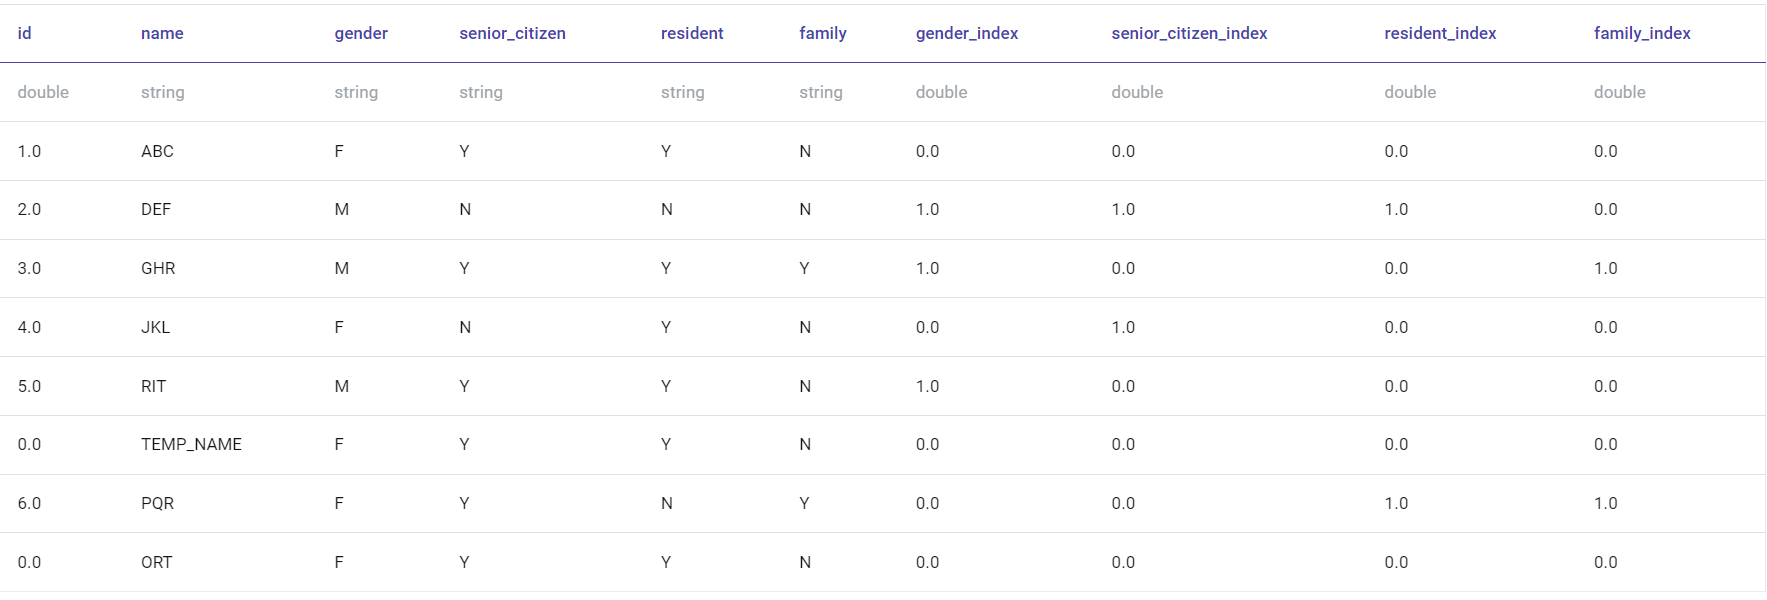 id name gender senior_citizen resident family gender_index senior_citizen_index resident_index family_index
double string string string string string double double double double
1.0 ABC F Y Y N 0.0 0.0 0.0 0.0
2.0 DEF M N N N 1.0 1.0 1.0 0.0
3.0 GHR M Y Y Y 1.0 0.0 0.0 1.0
4.0 JKL F N Y N 0.0 1.0 0.0 0.0
5.0 RIT M Y Y N 1.0 0.0 0.0 0.0
0.0 TEMP_NAME F Y Y N 0.0 0.0 0.0 0.0
6.0 PQR F Y N Y 0.0 0.0 1.0 1.0
0.0 ORT F Y Y N 0.0 0.0 0.0 0.0